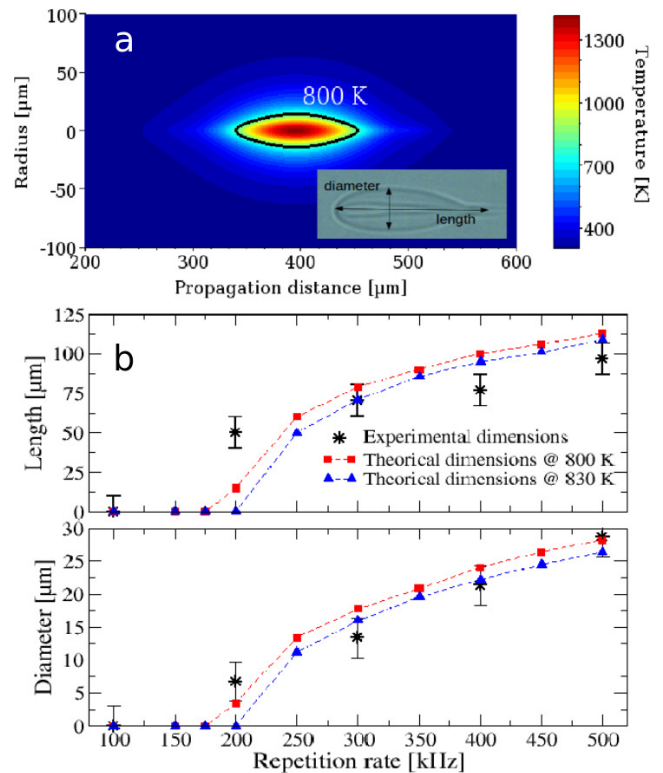 a
100
50
0
-50
-100
Radius [µm]
800 K
diameter
length
200
300
400
500
600
Propagation distance [µm]
1300
1000
700
400
Temperature [K]
b
125
100
75
50
25
0
Length [µm]
Experimental dimensions
Theorical dimensions @ 800 K
Theorical dimensions @ 830 K
30
25
20
15
10
5
0
Diameter [µm]
100
150
200
250
300
350
400
450
500
Repetition rate [kHz]